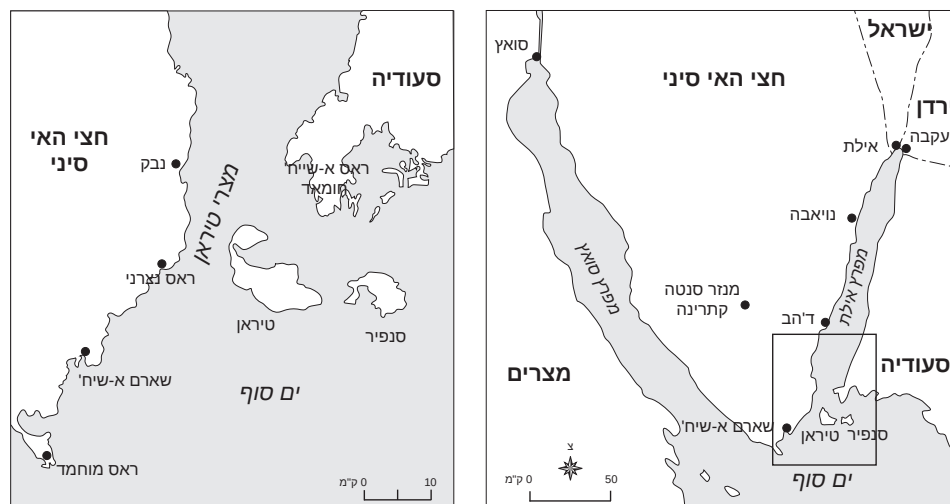 ישראל
סואץ
חצי האי סיני
רדן
עקבה
אילת
נויאבה
מפרץ סואץ
מפרץ אילת
מנזר סנטה
קתרינה
ד'הב
מצרים
סעודיה
שארם א-שיח'
טיראן
סנפיר
צ
ים סוף
0 ק"מ
50
סעודיה
חצי האי
סיני
נבק
ראס א-שייח'
חומאד
מצרי טיראן
ראס נצרני
טיראן
סנפיר
שארם א-שיח'
ים סוף
ראס מוחמד
0 ק"מ
10